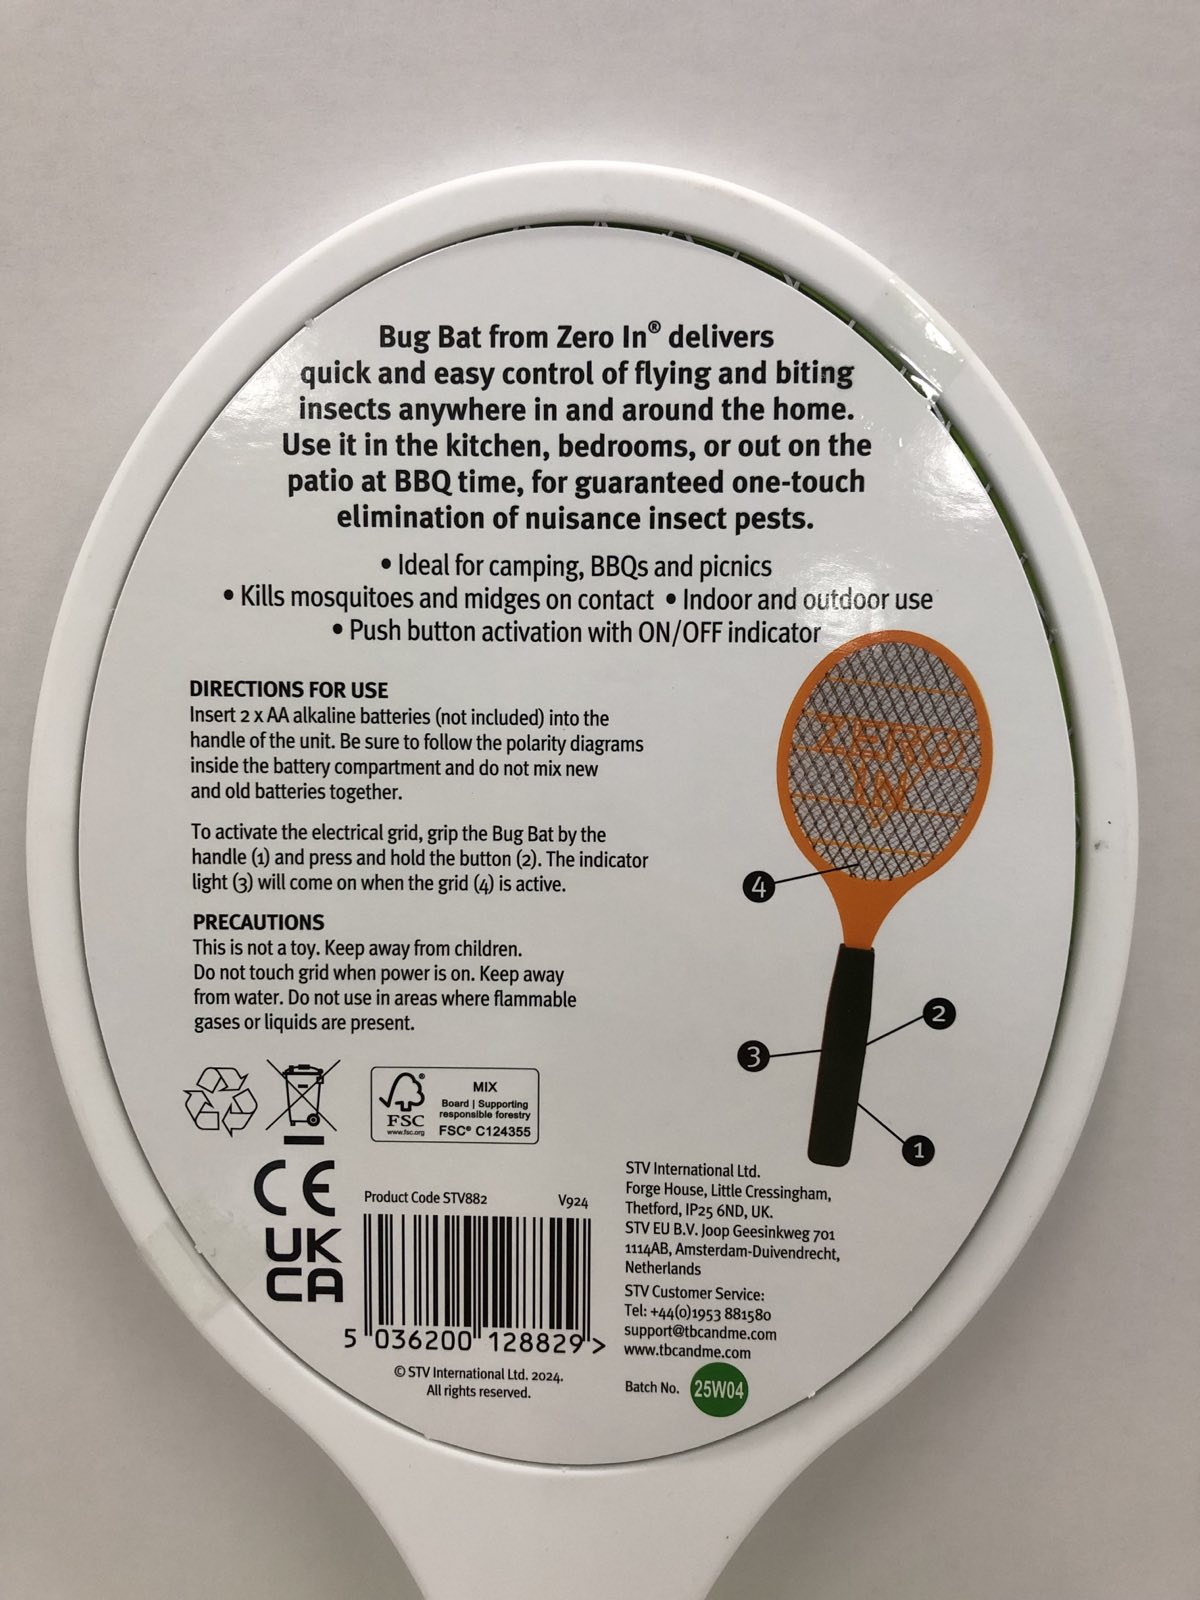 Bug Bat from Zero In® delivers
quick and easy control of flying and biting
insects anywhere in and around the home.
Use it in the kitchen, bedrooms, or out on the
patio at BBQ time, for guaranteed one-touch
elimination of nuisance insect pests.
• Ideal for camping, BBQs and picnics
• Kills mosquitoes and midges on contact • Indoor and outdoor use
• Push button activation with ON/OFF indicator
DIRECTIONS FOR USE
Insert 2 x AA alkaline batteries (not included) into the
handle of the unit. Be sure to follow the polarity diagrams
inside the battery compartment and do not mix new
and old batteries together.
To activate the electrical grid, grip the Bug Bat by the
handle (1) and press and hold the button (2). The indicator
light (3) will come on when the grid (4) is active.
PRECAUTIONS
This is not a toy. Keep away from children.
Do not touch grid when power is on. Keep away
from water. Do not use in areas where flammable
gases or liquids are present.
ZERO
IN
4
2
3
1
FSC®
www.fsc.org
MIX
Board | Supporting
responsible forestry
FSC® C124355
CE
UK
CA
Product Code STV882 V924
5 036200 128829 >
© STV International Ltd. 2024.
All rights reserved.
STV International Ltd.
Forge House, Little Cressingham,
Thetford, IP25 6ND, UK.
STV EU B.V. Joop Geesinkweg 701
1114AB, Amsterdam-Duivendrecht,
Netherlands
STV Customer Service:
Tel: +44(0)1953 881580
support@tbcandme.com
www.tbcandme.com
Batch No. 25W04